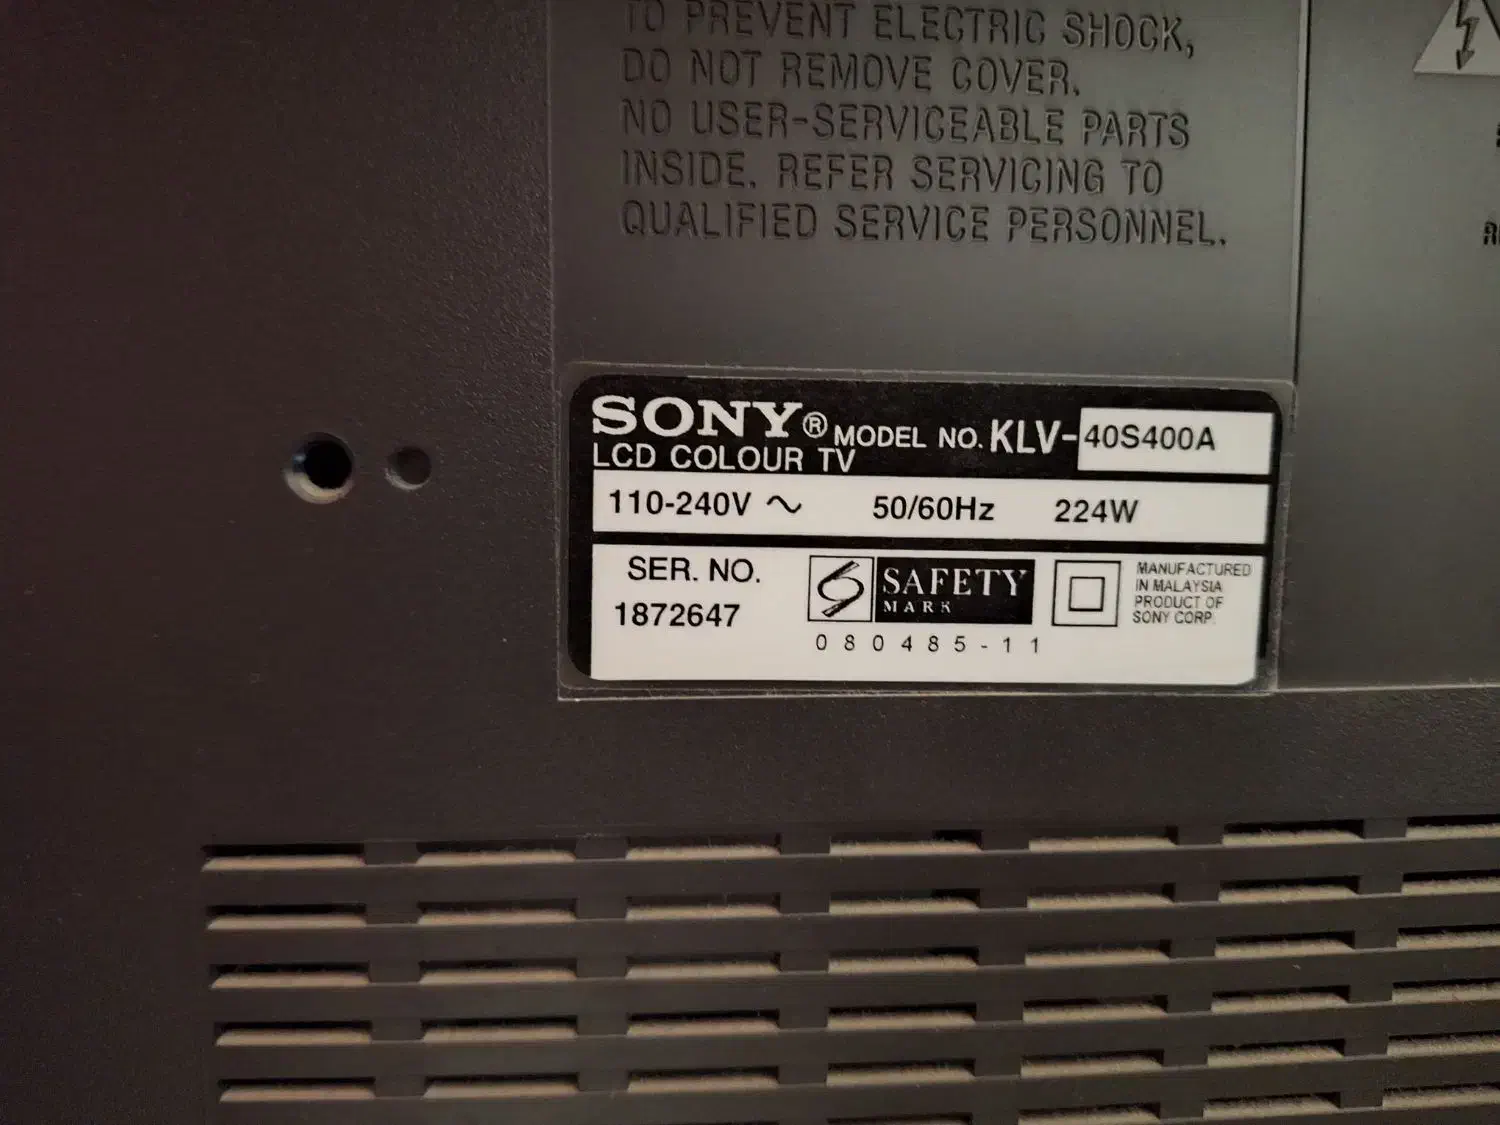 TO PREVENT ELECTRIC SHOCK,
DO NOT REMOVE COVER.
NO USER-SERVICEABLE PARTS
INSIDE. REFER SERVICING TO
QUALIFIED SERVICE PERSONNEL.
SONY® MODEL NO. KLV-40S400A
LCD COLOUR TV
110-240V ~ 50/60Hz 224W
SER. NO.
1872647
SAFETY
MARK
080485-11
MANUFACTURED
IN MALAYSIA
PRODUCT OF
SONY CORP.